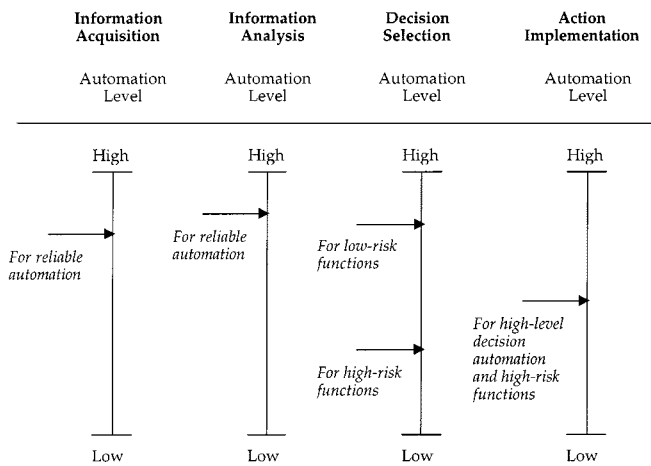 Information Acquisition
Information Analysis
Decision Selection
Action Implementation
Automation Level
Automation Level
Automation Level
Automation Level
High
High
High
High
For reliable
automation
For reliable
automation
For low-risk
functions
For high-risk
functions
For high-level
decision
automation
and high-risk
functions
Low
Low
Low
Low